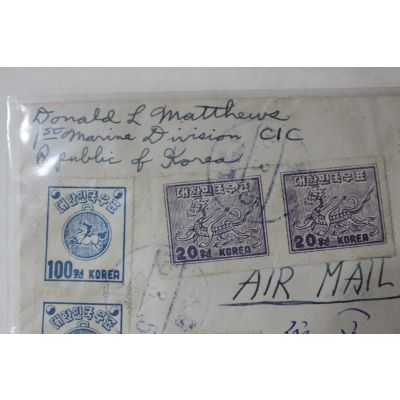 Donald L Matthews
1st Marine Division CIC
Republic of Korea
대한민국우표
100원 KOREA
대한민국우표
20원 KOREA
대한민국우표
20원 KOREA
AIR MAIL
대한민국우표